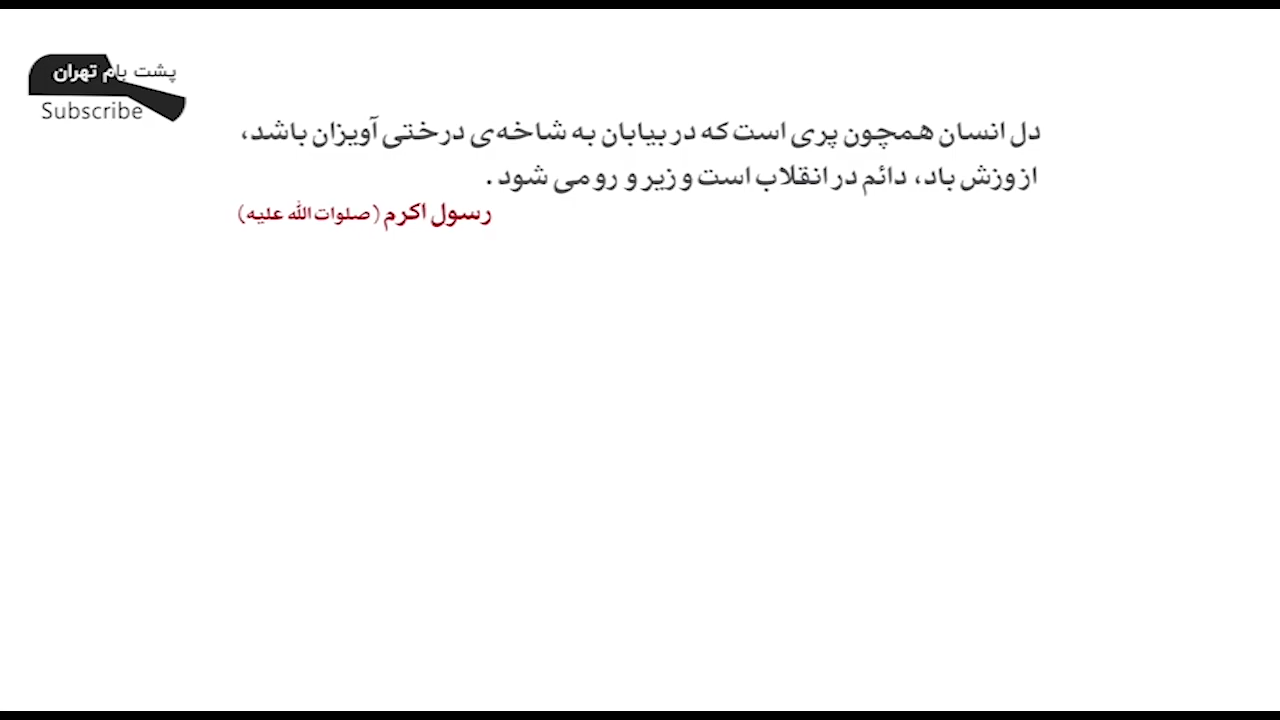 پشت بام تهران
Subscribe
دل انسان همچون پری است که در بیابان به شاخه‌ی درختی آویزان باشد،
از وزش باد، دائم در انقلاب است و زیر و رو می شود .
رسول اکرم (صلوات الله علیه)